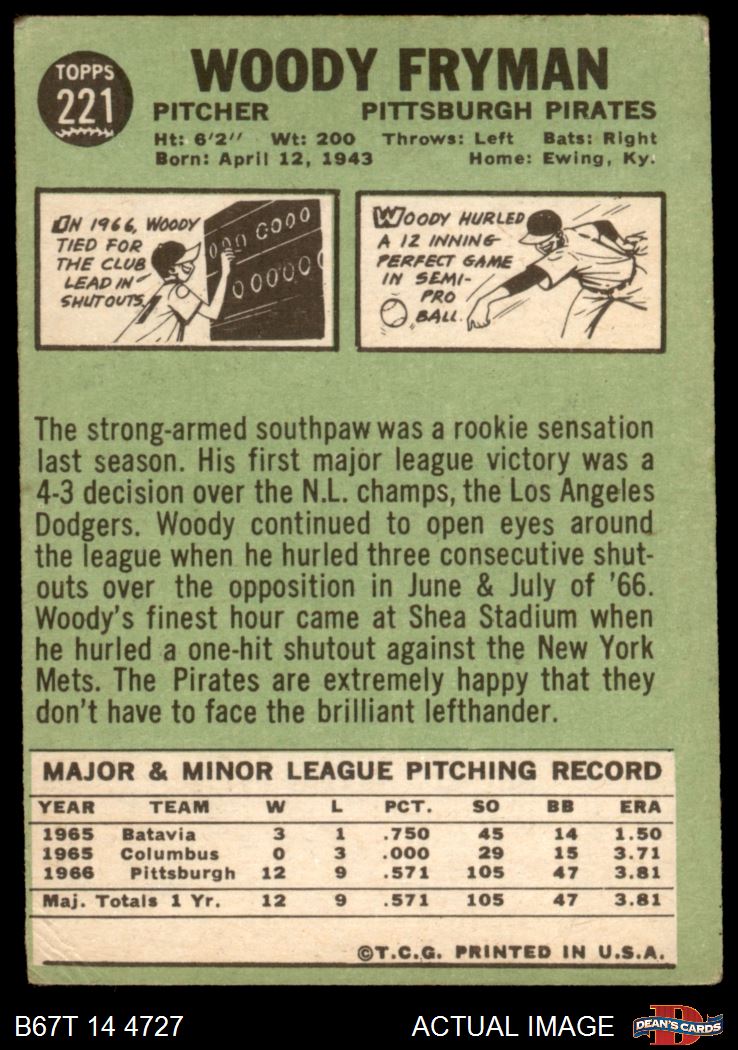 TOPPS
221
WOODY FRYMAN
PITCHER PITTSBURGH PIRATES
Ht: 6'2" Wt: 200 Throws: Left Bats: Right
Born: April 12, 1943 Home: Ewing, Ky.
IN 1966, WOODY
TIED FOR
THE CLUB
LEAD IN
SHUTOUTS.
000 0000
000000
WOODY HURLED
A 12 INNING
PERFECT GAME
IN SEMI-
PRO
BALL.
The strong-armed southpaw was a rookie sensation
last season. His first major league victory was a
4-3 decision over the N.L. champs, the Los Angeles
Dodgers. Woody continued to open eyes around
the league when he hurled three consecutive shut-
outs over the opposition in June & July of '66.
Woody's finest hour came at Shea Stadium when
he hurled a one-hit shutout against the New York
Mets. The Pirates are extremely happy that they
don't have to face the brilliant lefthander.
MAJOR & MINOR LEAGUE PITCHING RECORD
YEAR TEAM W L PCT. SO BB ERA
1965 Batavia 3 1 .750 45 14 1.50
1965 Columbus 0 3 .000 29 15 3.71
1966 Pittsburgh 12 9 .571 105 47 3.81
Maj. Totals 1 Yr. 12 9 .571 105 47 3.81
©T.C.G. PRINTED IN U.S.A.
B67T 14 4727 ACTUAL IMAGE DEAN'S CARDS